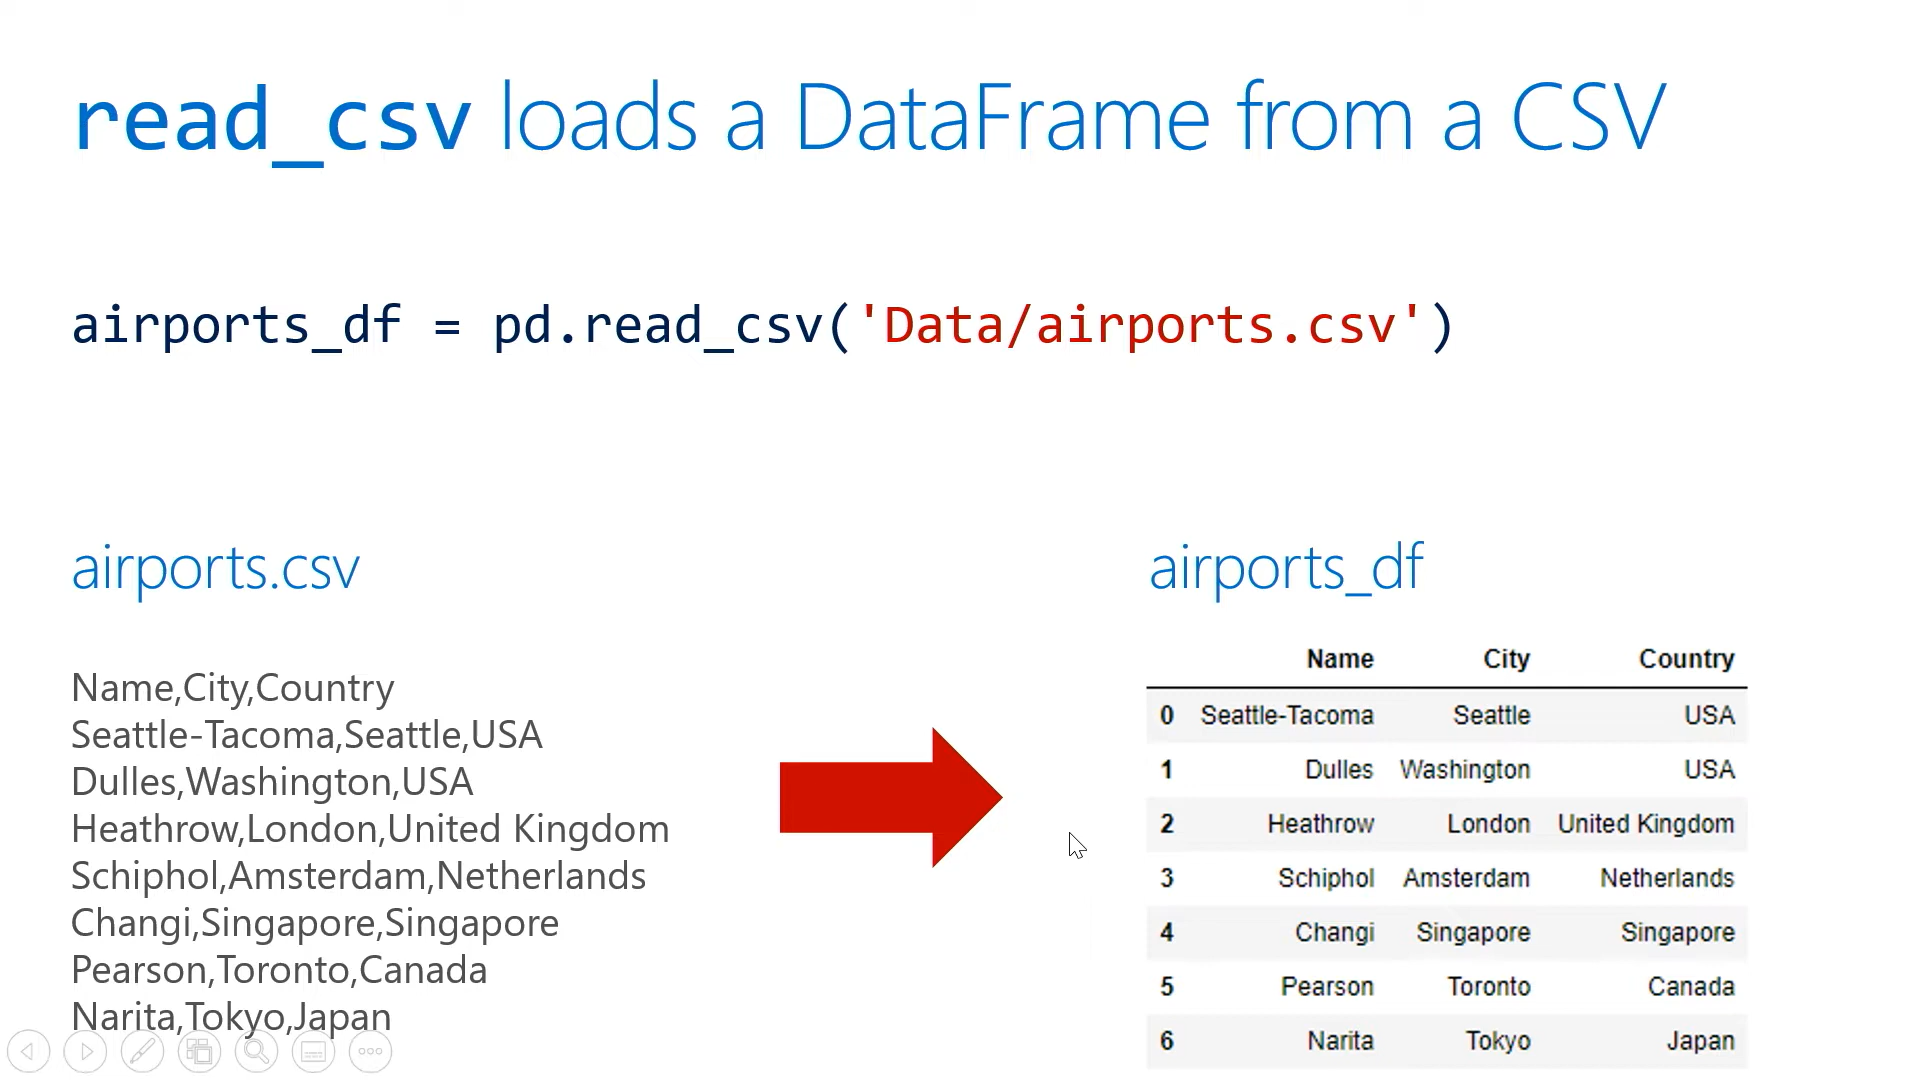 read_csv loads a DataFrame from a CSV
airports_df = pd.read_csv('Data/airports.csv')
airports.csv
Name,City,Country
Seattle-Tacoma,Seattle,USA
Dulles,Washington,USA
Heathrow,London,United Kingdom
Schiphol,Amsterdam,Netherlands
Changi,Singapore,Singapore
Pearson,Toronto,Canada
Narita,Tokyo,Japan
airports_df
Name City Country
0 Seattle-Tacoma Seattle USA
1 Dulles Washington USA
2 Heathrow London United Kingdom
3 Schiphol Amsterdam Netherlands
4 Changi Singapore Singapore
5 Pearson Toronto Canada
6 Narita Tokyo Japan